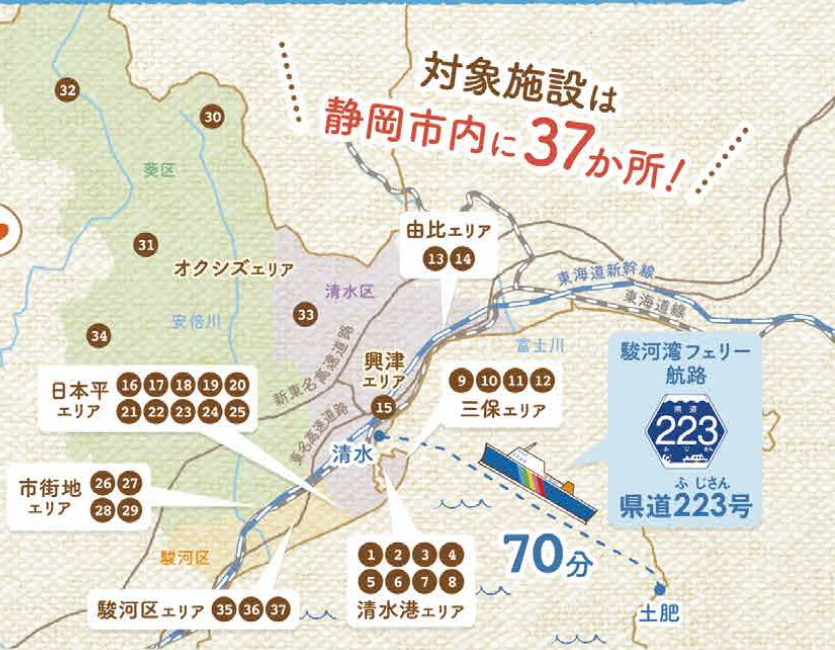 対象施設は
静岡市内に37か所!
32
30
葵区
31
オクシズエリア
安倍川
34
清水区
33
由比エリア
13 14
東海道新幹線
東海道線
富士川
新東名高速道路
東名高速道路
興津
エリア
15
清水
9 10 11 12
三保エリア
日本平
エリア
16 17 18 19 20
21 22 23 24 25
市街地
エリア
26 27
28 29
駿河区
駿河区エリア 35 36 37
1 2 3 4
5 6 7 8
清水港エリア
70分
土肥
駿河湾フェリー
航路
県道
223
ふじさん
ふ じさん
県道223号